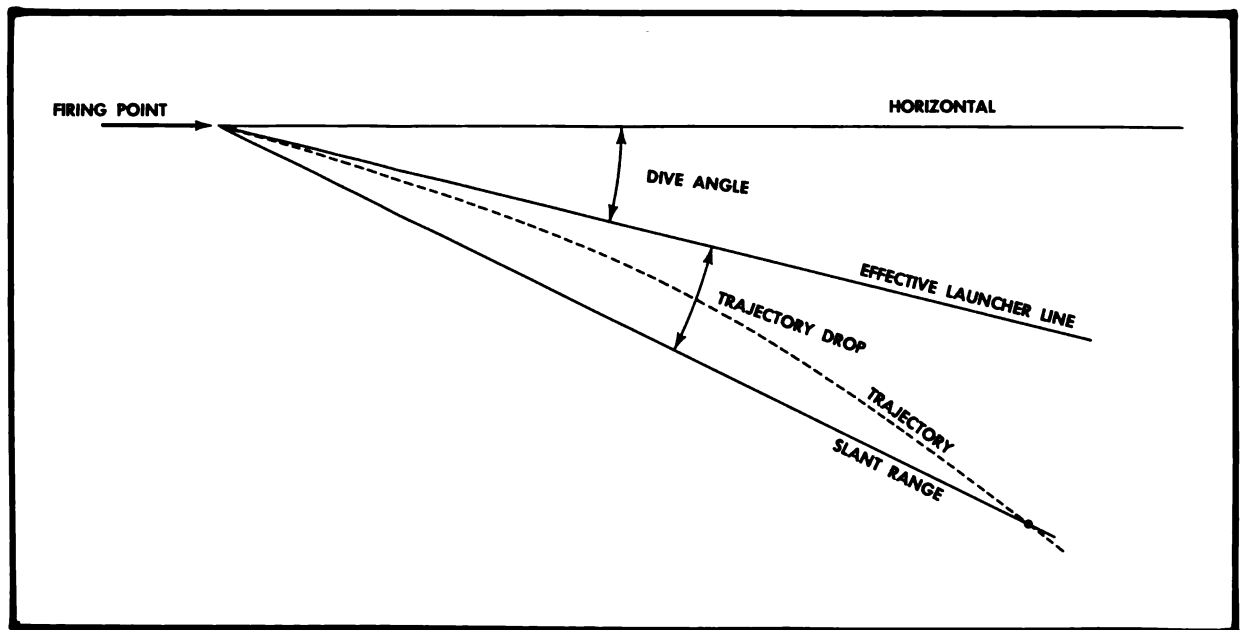 FIRING POINT
HORIZONTAL
DIVE ANGLE
EFFECTIVE LAUNCHER LINE
TRAJECTORY DROP
TRAJECTORY
SLANT RANGE